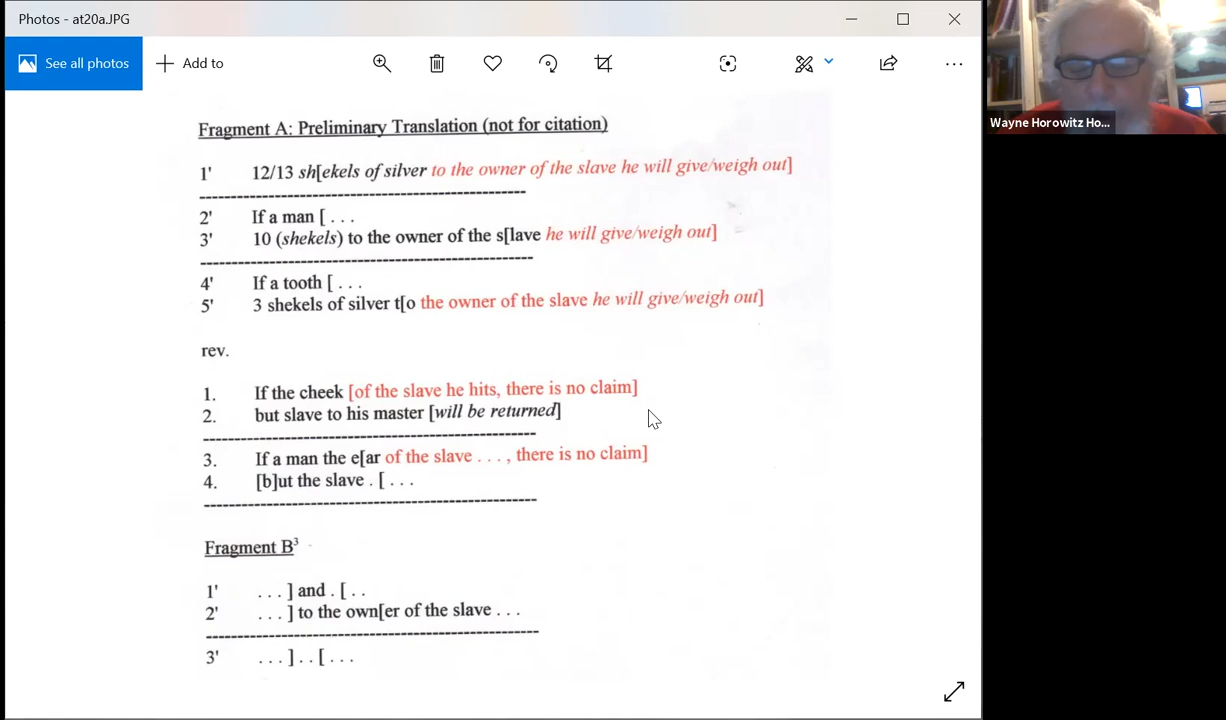 Photos - at20a.JPG
See all photos
Add to
Fragment A: Preliminary Translation (not for citation)
1' 12/13 sh[ekels of silver to the owner of the slave he will give/weigh out]
2' If a man [ . . .
3' 10 (shekels) to the owner of the s[lave he will give/weigh out]
4' If a tooth [ . . .
5' 3 shekels of silver t[o the owner of the slave he will give/weigh out]
rev.
1. If the cheek [of the slave he hits, there is no claim]
2. but slave to his master [will be returned]
3. If a man the e[ar of the slave . . . , there is no claim]
4. [b]ut the slave . [ . . .
Fragment B³
1' . . . ] and . [ . .
2' . . . ] to the own[er of the slave . . .
3' . . . ] . . [ . . .
Wayne Horowitz Ho...